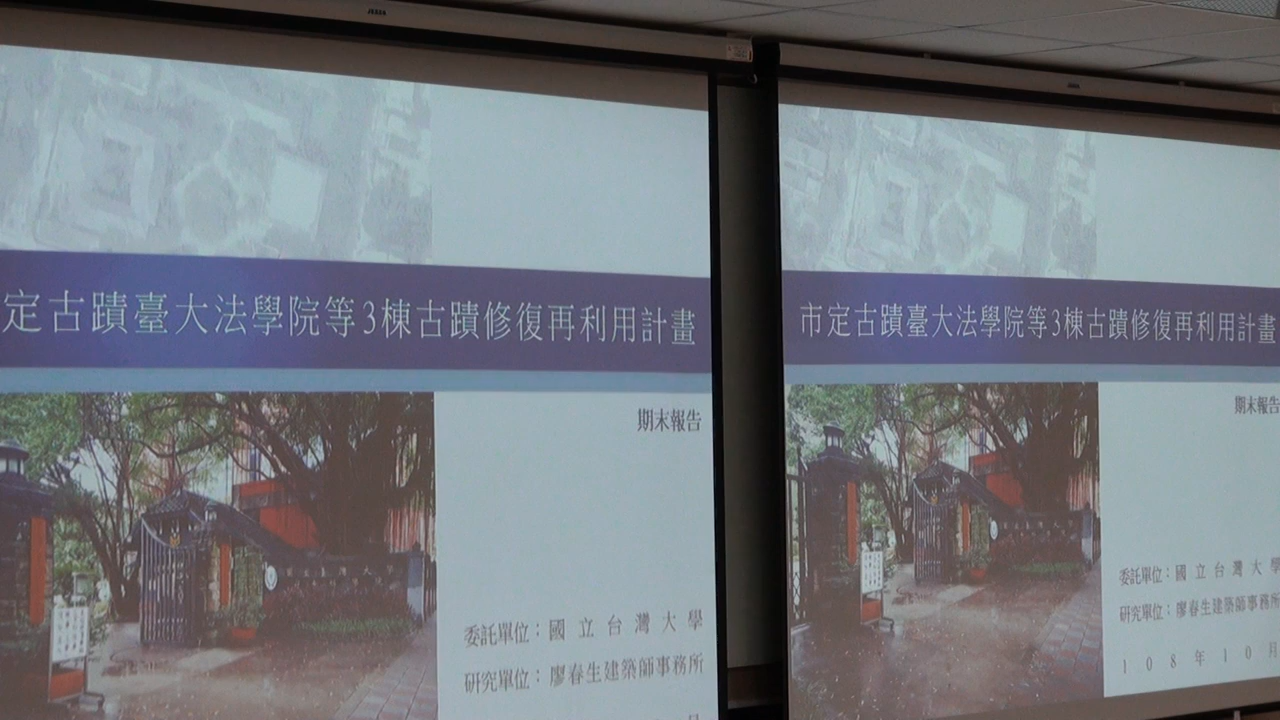 定古蹟臺大法學院等3棟古蹟修復再利用計畫
期末報告
委託單位：國立台灣大學
研究單位：廖春生建築師事務所
月
市定古蹟臺大法學院等3棟古蹟修復再利用計畫
期末報告
委託單位：國立台灣大學
研究單位：廖春生建築師事務所
108年10月